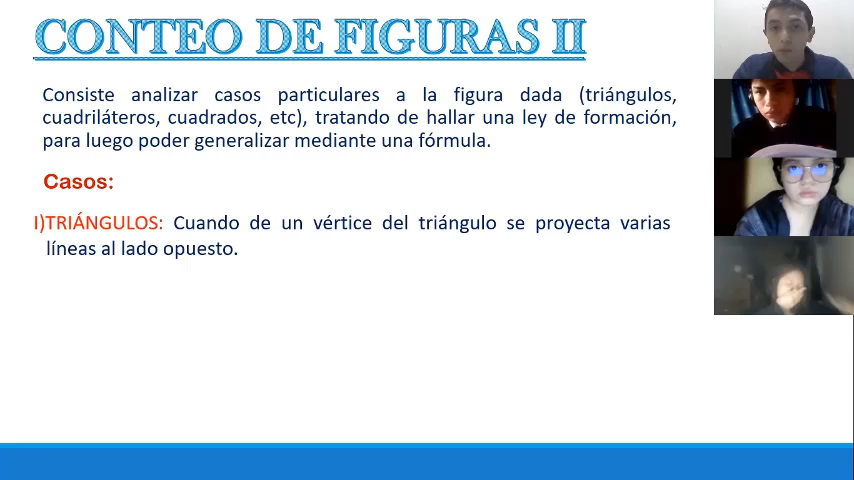 CONTEO DE FIGURAS II
Consiste analizar casos particulares a la figura dada (triángulos,
cuadriláteros, cuadrados, etc), tratando de hallar una ley de formación,
para luego poder generalizar mediante una fórmula.
Casos:
I)TRIÁNGULOS: Cuando de un vértice del triángulo se proyecta varias
líneas al lado opuesto.